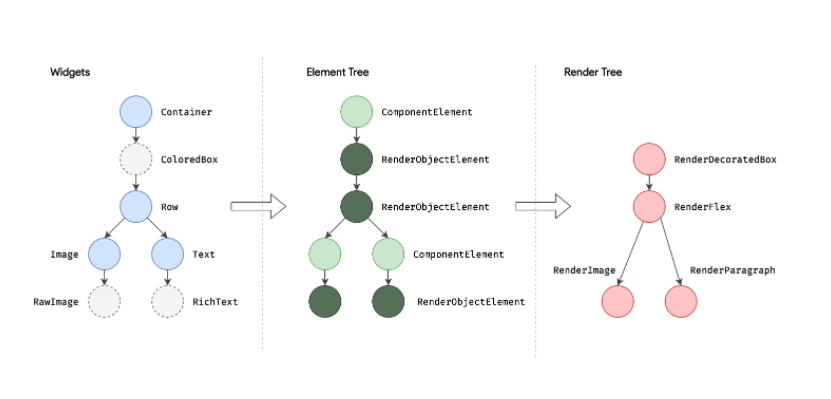 Widgets
Container
ColoredBox
Row
Image
Text
RawImage
RichText
Element Tree
ComponentElement
RenderObjectElement
RenderObjectElement
ComponentElement
RenderObjectElement
Render Tree
RenderDecoratedBox
RenderFlex
RenderImage
RenderParagraph